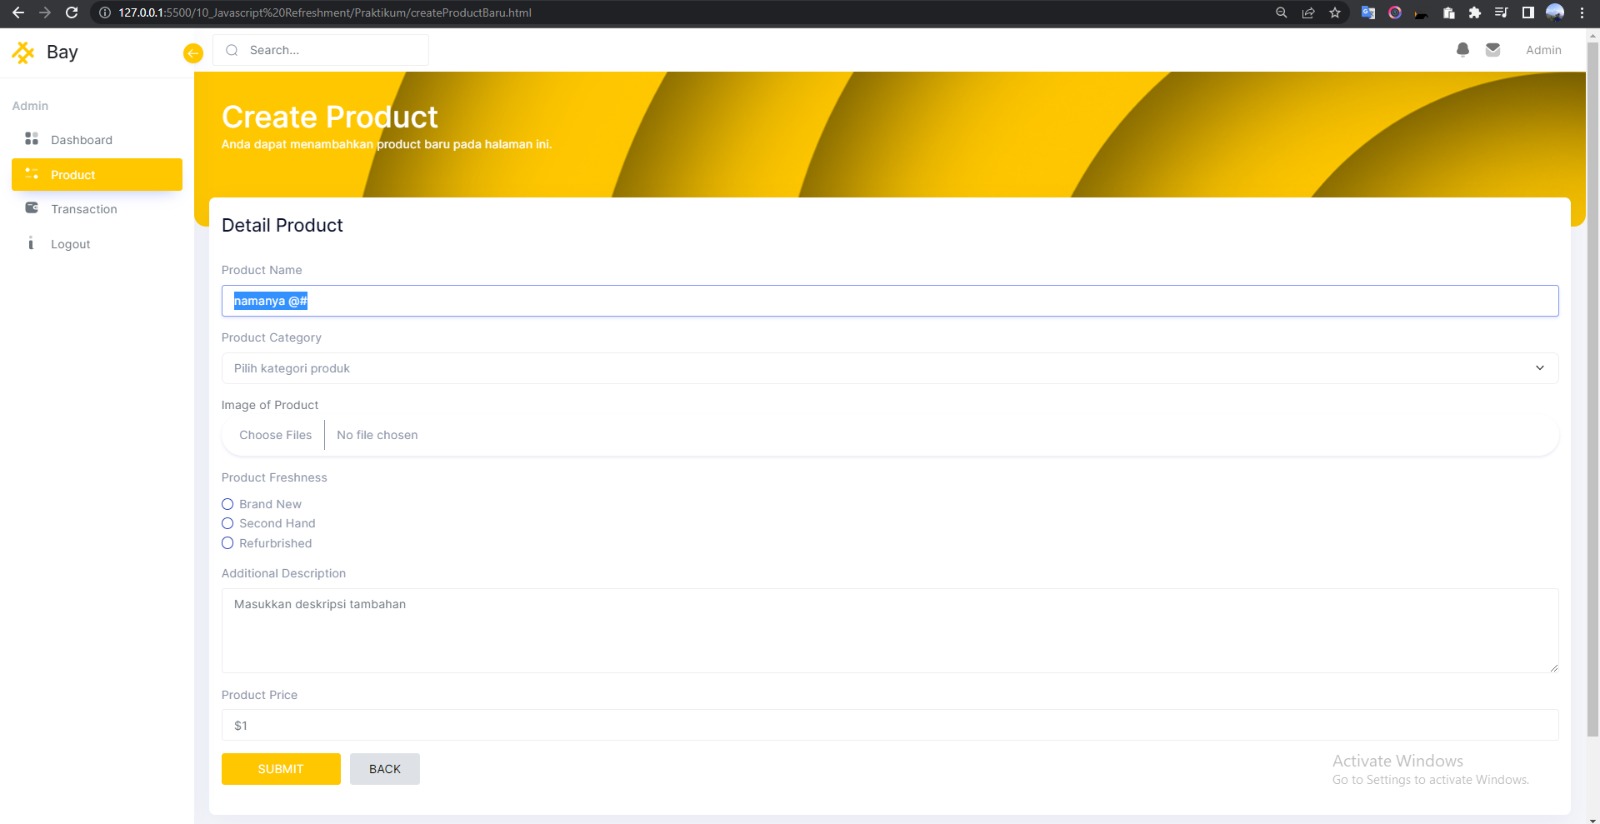 127.0.0.1:5500/10_Javascript%20Refreshment/Praktikum/createProductBaru.html
Bay
Search...
Admin
Admin
Dashboard
Product
Transaction
Logout
Create Product
Anda dapat menambahkan product baru pada halaman ini.
Detail Product
Product Name
namanya @#
Product Category
Pilih kategori produk
Image of Product
Choose Files
No file chosen
Product Freshness
Brand New
Second Hand
Refurbrished
Additional Description
Masukkan deskripsi tambahan
Product Price
$1
SUBMIT
BACK
Activate Windows
Go to Settings to activate Windows.